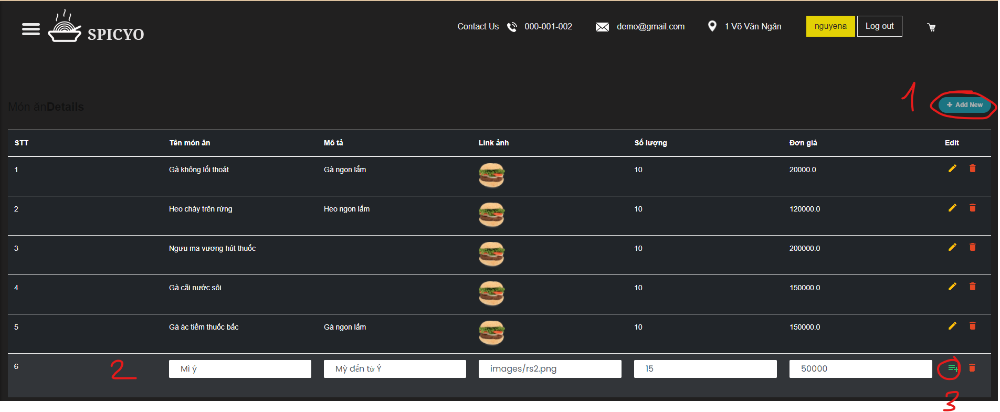 SPICYO
Contact Us 000-001-002 demo@gmail.com 1 Võ Văn Ngân nguyena Log out
1
Món ănDetails + Add New
STT Tên món ăn Mô tả Link ảnh Số lượng Đơn giá Edit
1 Gà không lối thoát Gà ngon lắm 10 20000.0
2 Heo cháy trên rừng Heo ngon lắm 10 120000.0
3 Ngưu ma vương hút thuốc 10 200000.0
4 Gà cãi nước sôi 10 150000.0
5 Gà ác tiềm thuốc bắc Gà ngon lắm 10 150000.0
6 2 Mì ý Mỳ đến từ Ý images/rs2.png 15 50000
3